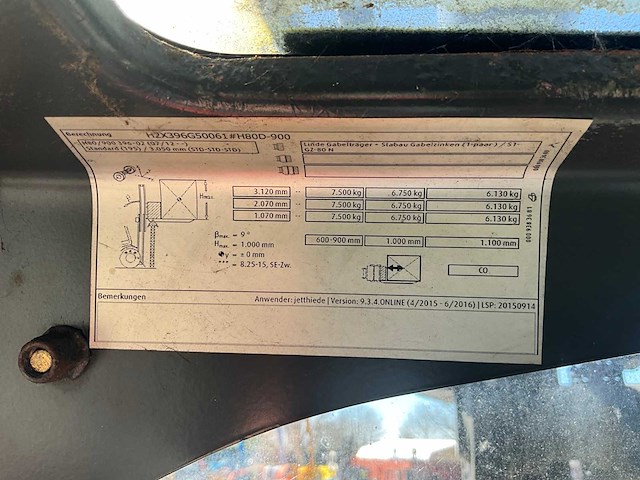 Berechnung H2X396G50061#H80D-900
H80/900 396-02 (07/12 --)
Standard (195) / 3.050 mm (STD-STD-STD)
Lunde Gabelträger + Stabau Gabelzinken (1-paar) / S1-
GZ-80 N
Hmax.
3.120 mm 7.500 kg 6.750 kg 6.130 kg
2.070 mm 7.500 kg 6.750 kg 6.130 kg
1.070 mm 7.500 kg 6.750 kg 6.130 kg
βmax. = 9°
Hmax. = 1.000 mm
y = ± 0 mm
*** = 8.25-15, SE-Zw.
600-900 mm 1.000 mm 1.100 mm
CO
Bemerkungen Anwender: jetthiede | Version: 9.3.4.ONLINE (4/2015 - 6/2016) | LSP: 20150914